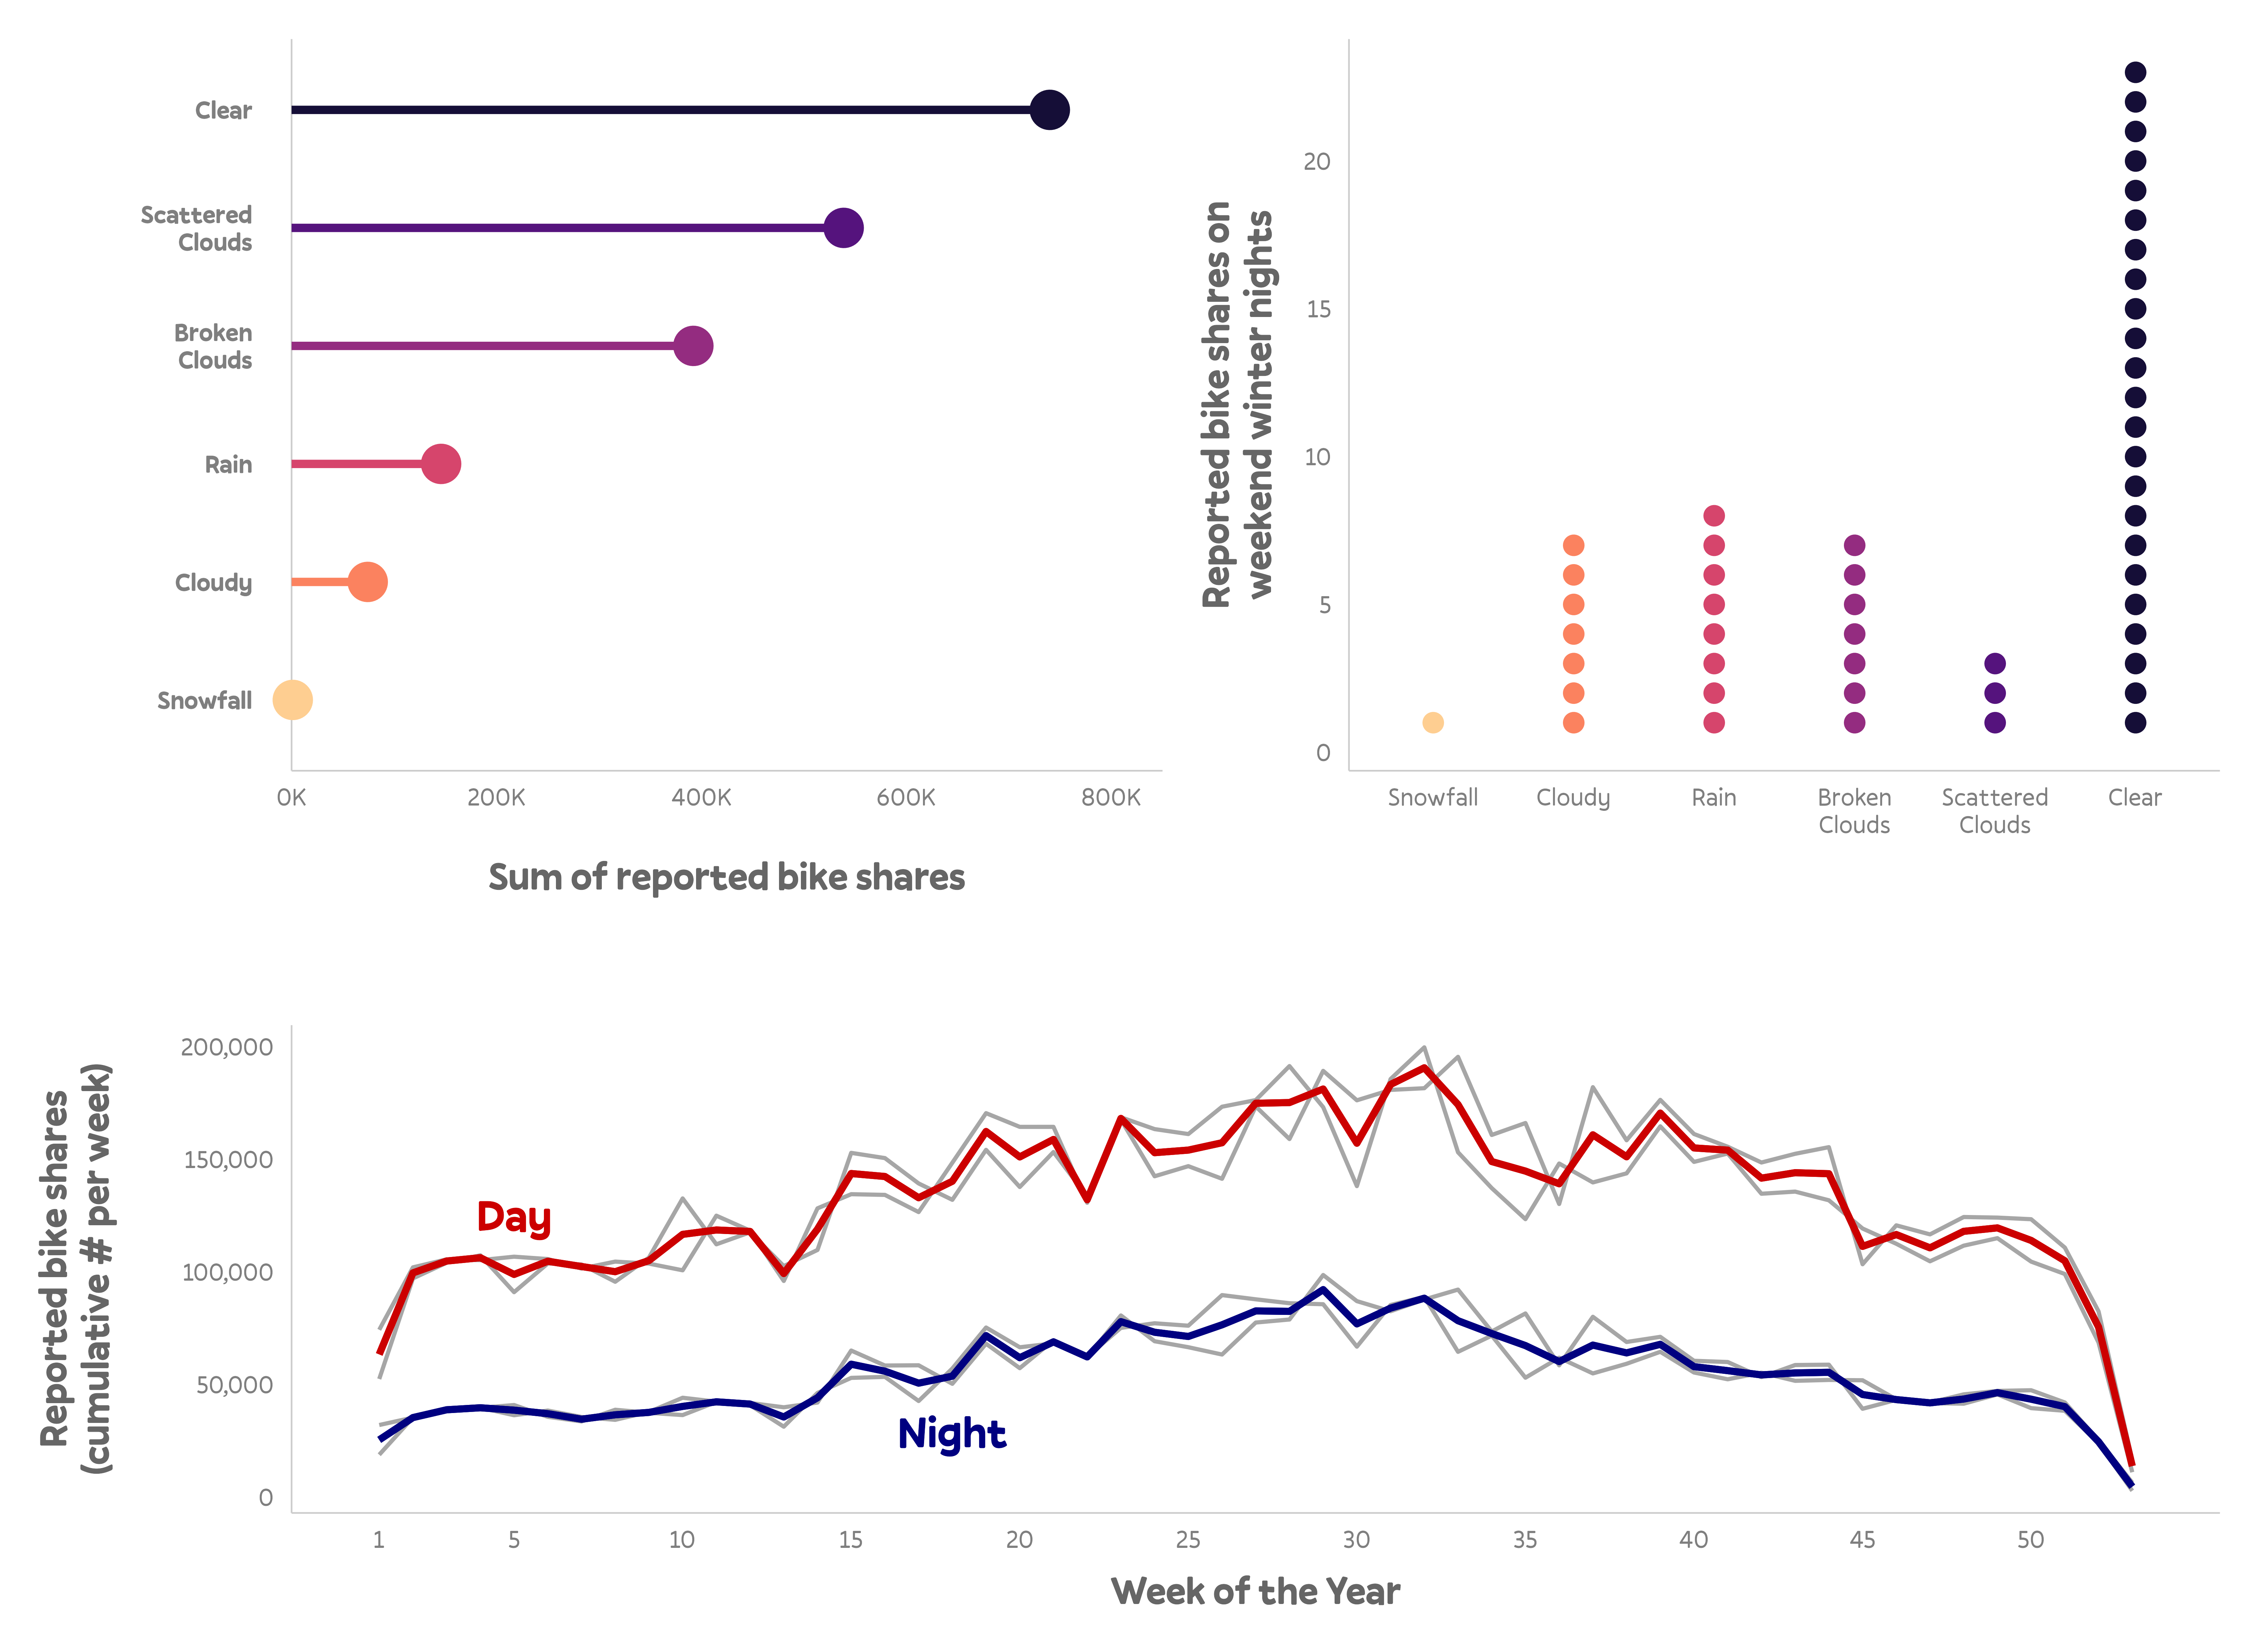 Clear
Scattered
Clouds
Broken
Clouds
Rain
Cloudy
Snowfall
0K 200K 400K 600K 800K
Sum of reported bike shares
Reported bike shares on
weekend winter nights
20
15
10
5
0
Snowfall Cloudy Rain Broken Scattered Clear
Clouds Clouds
Reported bike shares
(cumulative # per week)
200,000
150,000
100,000
50,000
0
Day
Night
1 5 10 15 20 25 30 35 40 45 50
Week of the Year